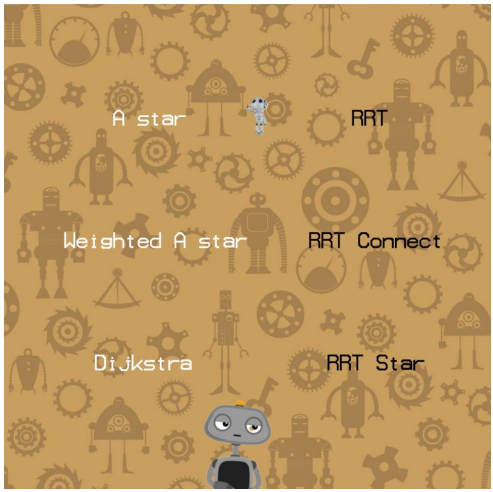 A star
RRT
Weighted A star
RRT Connect
Dijkstra
RRT Star